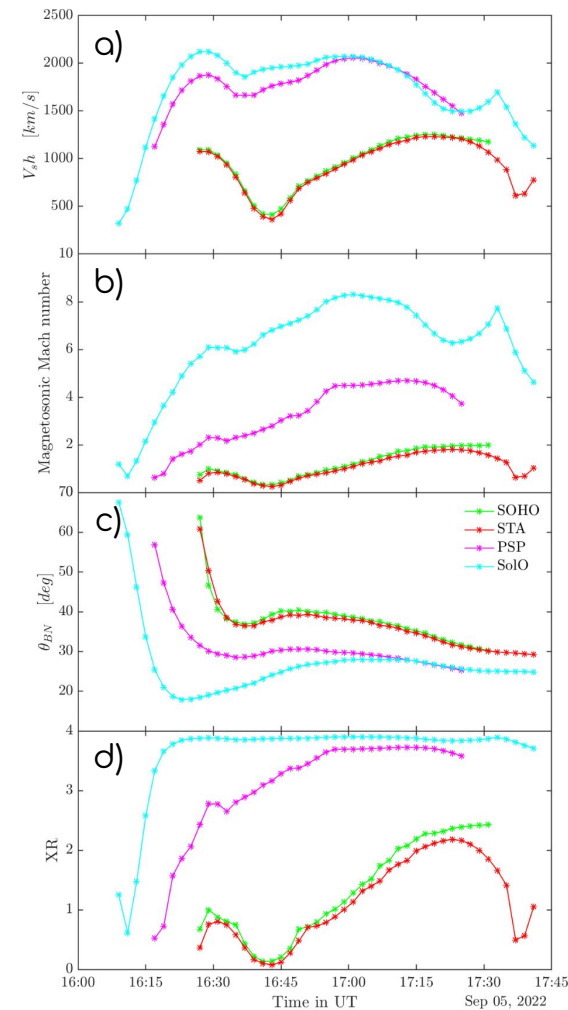 a)
2500
2000
1500
1000
500
10
V_sh [km/s]
b)
8
6
4
2
70
Magnetosonic Mach number
c)
SOHO
STA
PSP
SolO
60
50
40
30
20
4
θ_BN [deg]
d)
3
2
1
0
XR
16:00 16:15 16:30 16:45 17:00 17:15 17:30 17:45
Time in UT
Sep 05, 2022